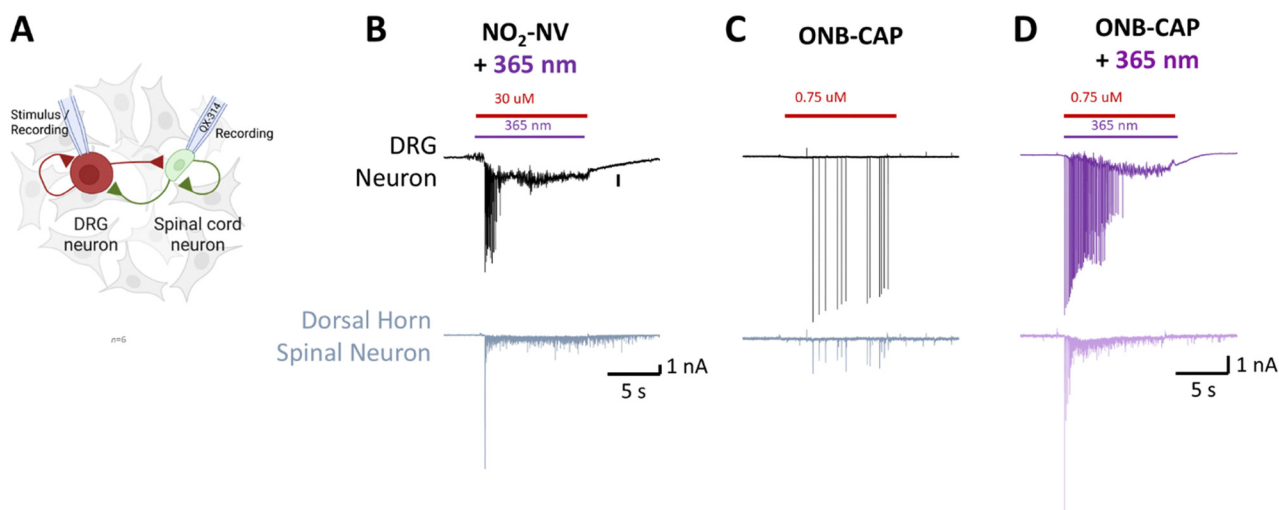 A
Stimulus /
Recording
QX-314
Recording
DRG
neuron
Spinal cord
neuron
n=6
B
NO2-NV
+ 365 nm
30 uM
365 nm
DRG
Neuron
Dorsal Horn
Spinal Neuron
1 nA
5 s
C
ONB-CAP
0.75 uM
D
ONB-CAP
+ 365 nm
0.75 uM
365 nm
1 nA
5 s